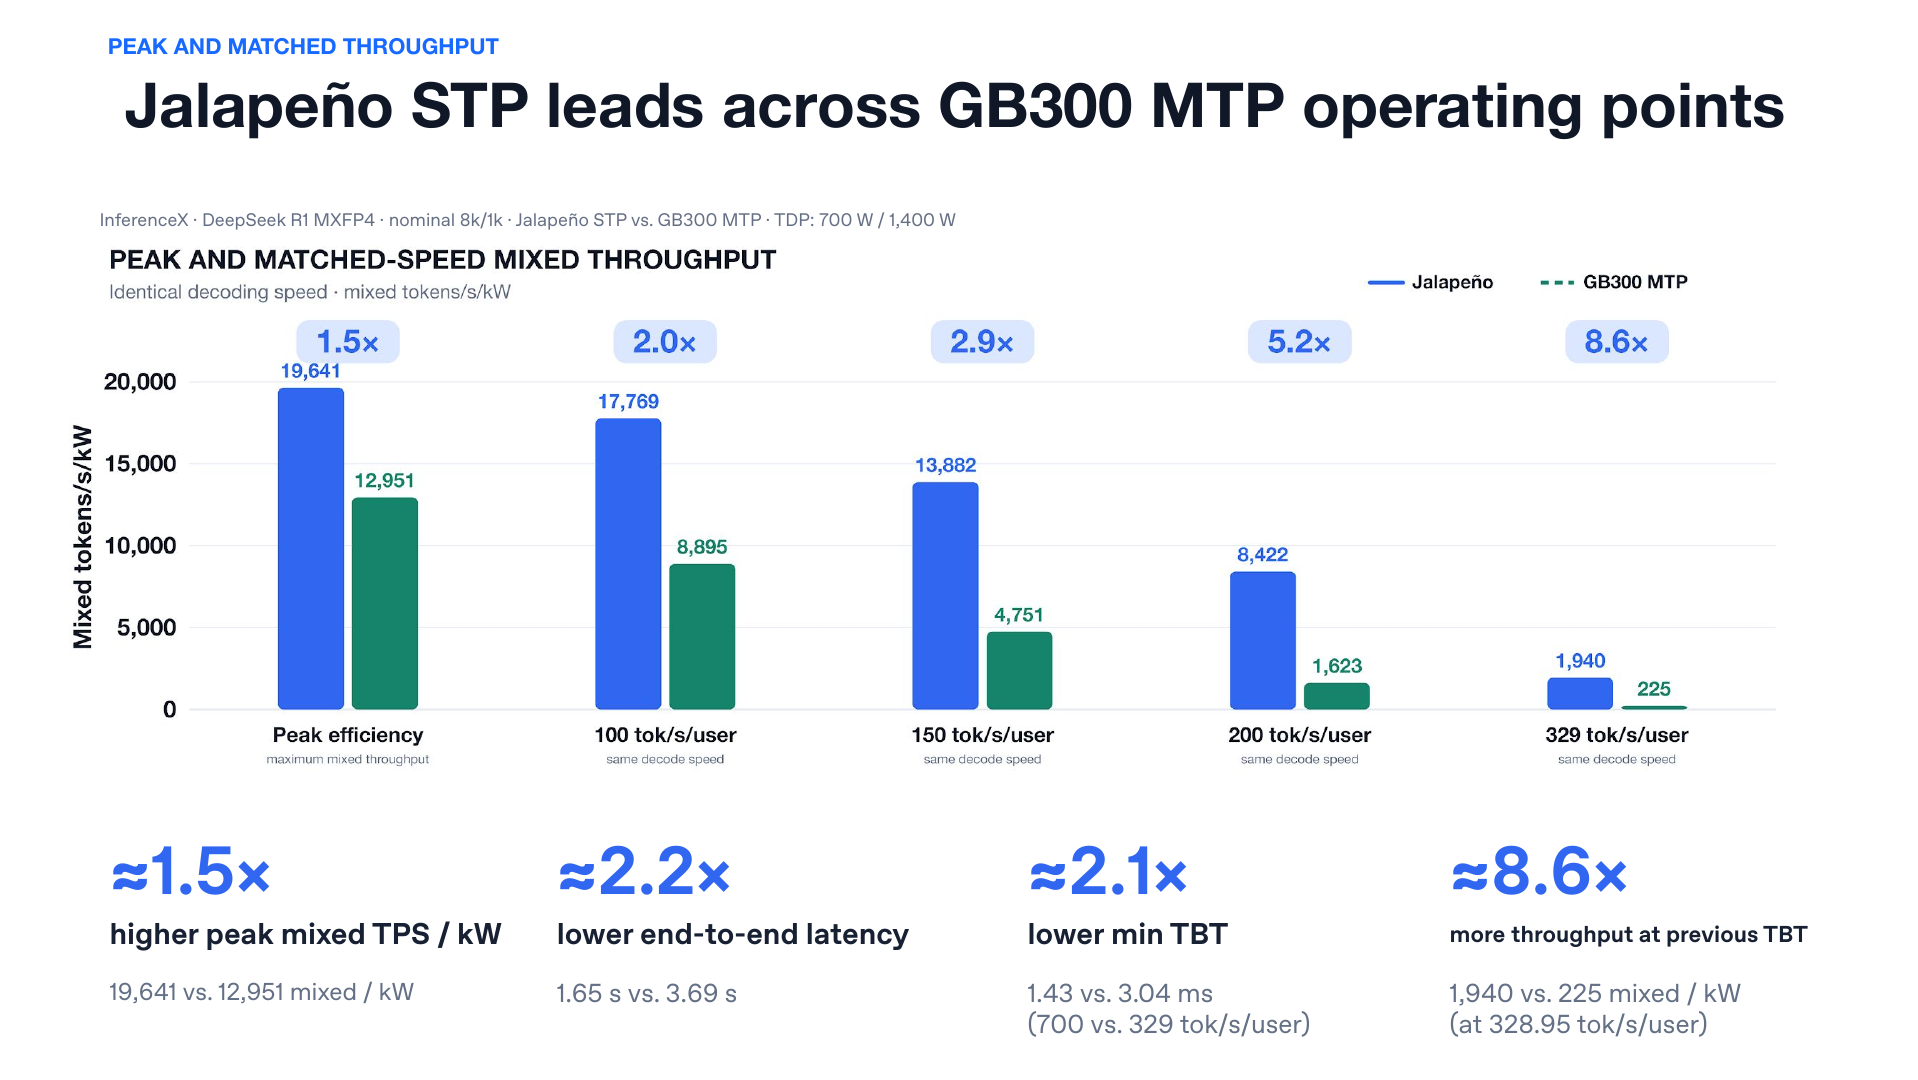 PEAK AND MATCHED THROUGHPUT
Jalapeño STP leads across GB300 MTP operating points
InferenceX · DeepSeek R1 MXFP4 · nominal 8k/1k · Jalapeño STP vs. GB300 MTP · TDP: 700 W / 1,400 W
PEAK AND MATCHED-SPEED MIXED THROUGHPUT
Identical decoding speed · mixed tokens/s/kW
Jalapeño GB300 MTP
1.5× 2.0× 2.9× 5.2× 8.6×
Mixed tokens/s/kW
20,000
15,000
10,000
5,000
0
19,641 12,951
17,769 8,895
13,882 4,751
8,422 1,623
1,940 225
Peak efficiency 100 tok/s/user 150 tok/s/user 200 tok/s/user 329 tok/s/user
maximum mixed throughput same decode speed same decode speed same decode speed same decode speed
≈1.5×
higher peak mixed TPS / kW
19,641 vs. 12,951 mixed / kW
≈2.2×
lower end-to-end latency
1.65 s vs. 3.69 s
≈2.1×
lower min TBT
1.43 vs. 3.04 ms
(700 vs. 329 tok/s/user)
≈8.6×
more throughput at previous TBT
1,940 vs. 225 mixed / kW
(at 328.95 tok/s/user)